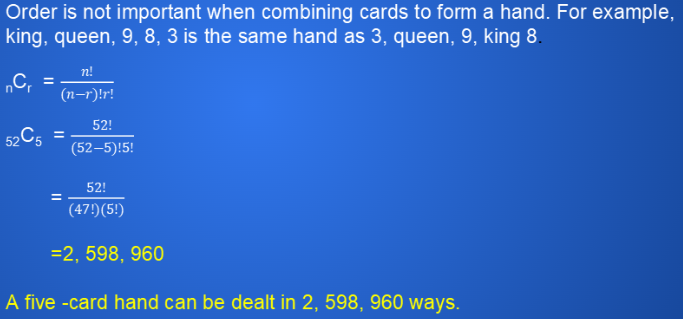 Order is not important when combining cards to form a hand. For example,
king, queen, 9, 8, 3 is the same hand as 3, queen, 9, king 8.
nCr = n! / (n−r)!r!
52C5 = 52! / (52−5)!5!
= 52! / (47!)(5!)
=2, 598, 960
A five -card hand can be dealt in 2, 598, 960 ways.